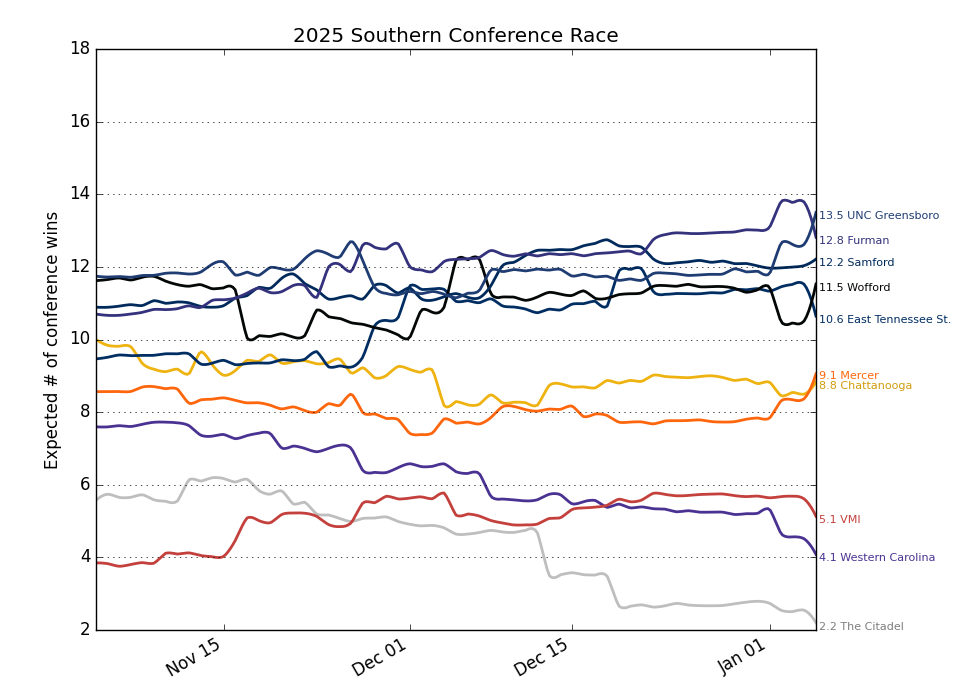 2025 Southern Conference Race
Expected # of conference wins
18
16
14
12
10
8
6
4
2
Nov 15
Dec 01
Dec 15
Jan 01
13.5 UNC Greensboro
12.8 Furman
12.2 Samford
11.5 Wofford
10.6 East Tennessee St.
9.1 Mercer
8.8 Chattanooga
5.1 VMI
4.1 Western Carolina
2.2 The Citadel